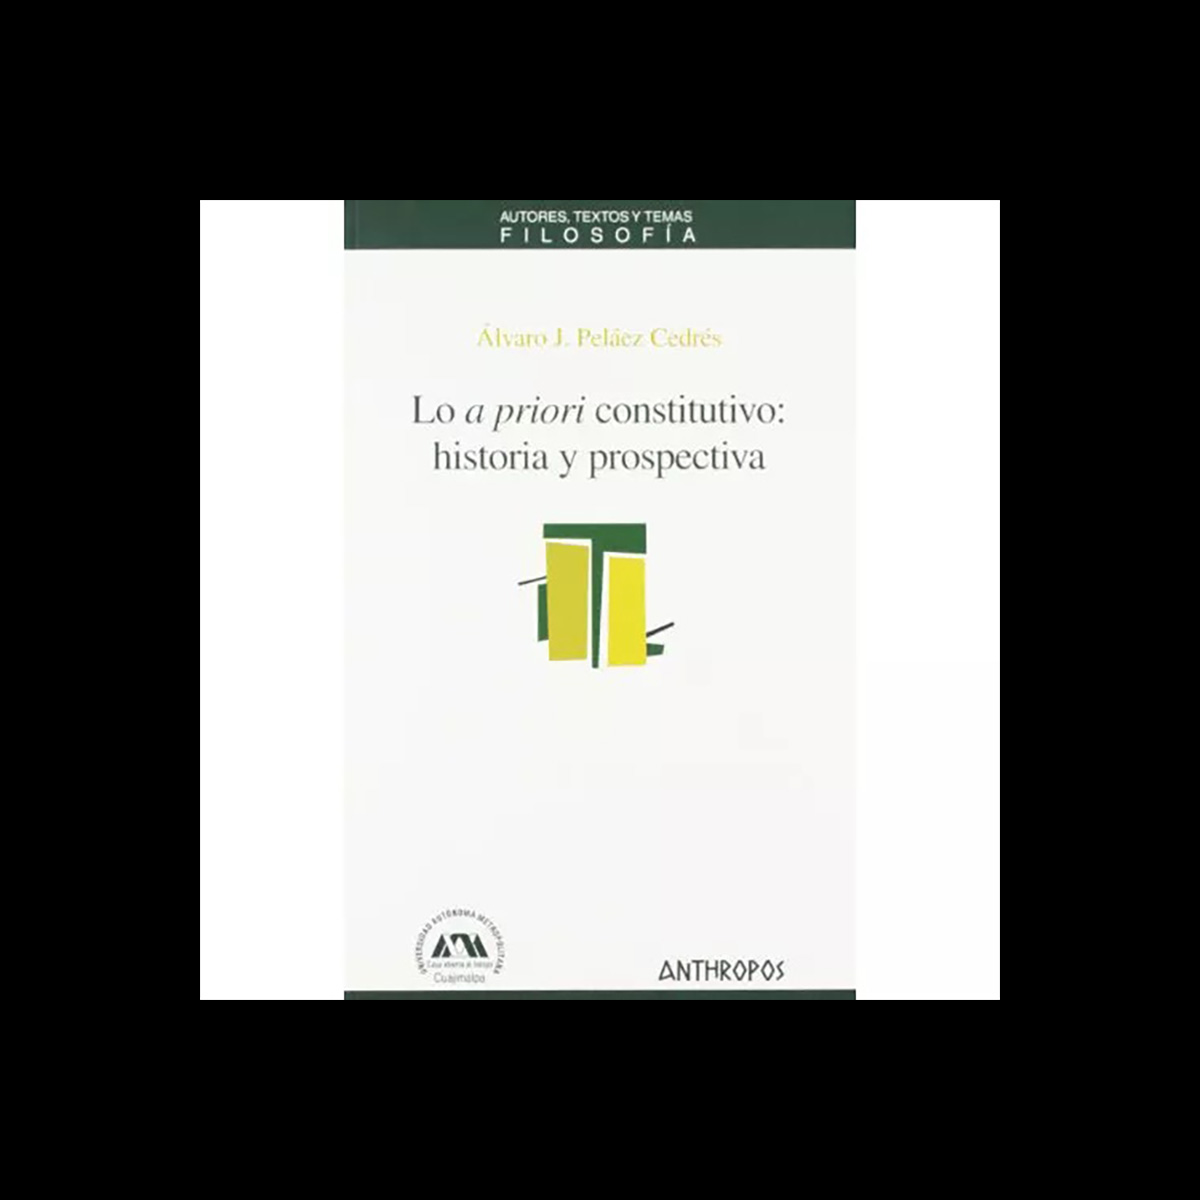 AUTORES, TEXTOS Y TEMAS
FILOSOFÍA
Álvaro J. Peláez Cedrés
Lo a priori constitutivo:
historia y prospectiva
UNIVERSIDAD AUTÓNOMA METROPOLITANA
Casa abierta al tiempo
Cuajimalpa
ANTHROPOS